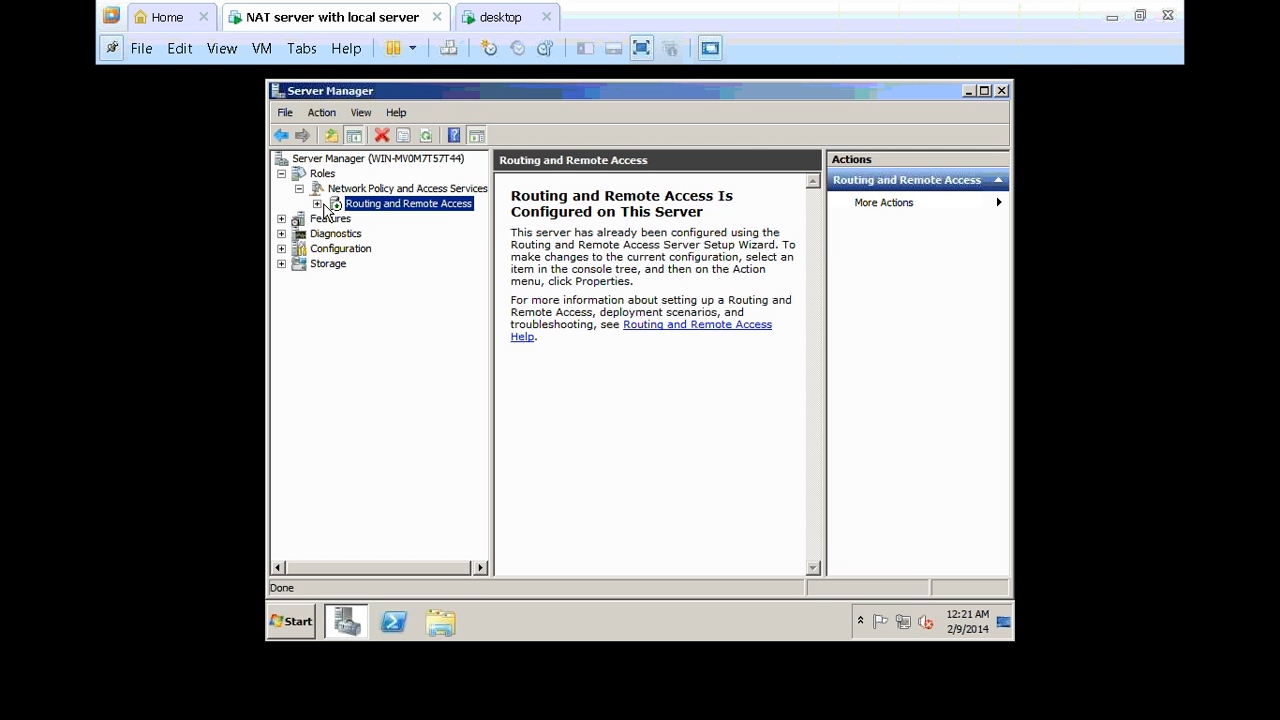 Home
NAT server with local server
desktop
File Edit View VM Tabs Help
Server Manager
File Action View Help
Server Manager (WIN-MV0M7T57T44)
Roles
Network Policy and Access Services
Routing and Remote Access
Features
Diagnostics
Configuration
Storage
Routing and Remote Access
Routing and Remote Access Is
Configured on This Server
This server has already been configured using the
Routing and Remote Access Server Setup Wizard. To
make changes to the current configuration, select an
item in the console tree, and then on the Action
menu, click Properties.
For more information about setting up a Routing and
Remote Access, deployment scenarios, and
troubleshooting, see Routing and Remote Access
Help.
Actions
Routing and Remote Access
More Actions
Done
Start
12:21 AM
2/9/2014